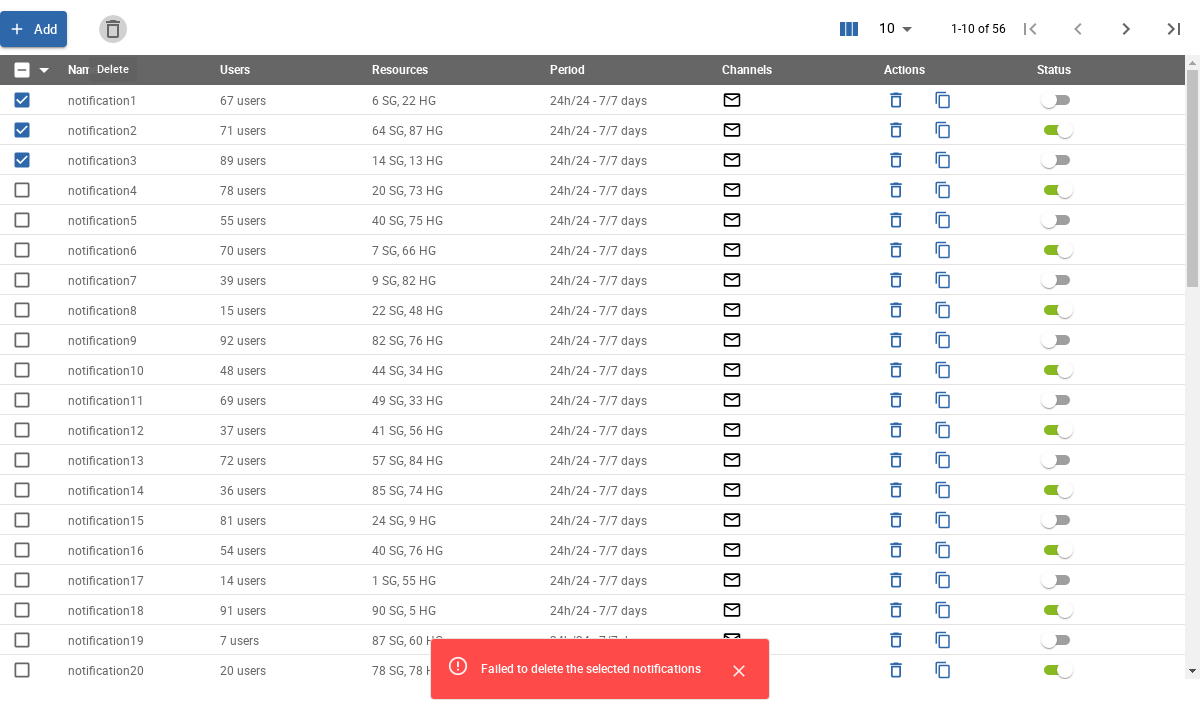 Add
10
1-10 of 56
Delete
Users Resources Period Channels Actions Status
notification1 67 users 6 SG, 22 HG 24h/24 - 7/7 days
notification2 71 users 64 SG, 87 HG 24h/24 - 7/7 days
notification3 89 users 14 SG, 13 HG 24h/24 - 7/7 days
notification4 78 users 20 SG, 73 HG 24h/24 - 7/7 days
notification5 55 users 40 SG, 75 HG 24h/24 - 7/7 days
notification6 70 users 7 SG, 66 HG 24h/24 - 7/7 days
notification7 39 users 9 SG, 82 HG 24h/24 - 7/7 days
notification8 15 users 22 SG, 48 HG 24h/24 - 7/7 days
notification9 92 users 82 SG, 76 HG 24h/24 - 7/7 days
notification10 48 users 44 SG, 34 HG 24h/24 - 7/7 days
notification11 69 users 49 SG, 33 HG 24h/24 - 7/7 days
notification12 37 users 41 SG, 56 HG 24h/24 - 7/7 days
notification13 72 users 57 SG, 84 HG 24h/24 - 7/7 days
notification14 36 users 85 SG, 74 HG 24h/24 - 7/7 days
notification15 81 users 24 SG, 9 HG 24h/24 - 7/7 days
notification16 54 users 40 SG, 76 HG 24h/24 - 7/7 days
notification17 14 users 1 SG, 55 HG 24h/24 - 7/7 days
notification18 91 users 90 SG, 5 HG 24h/24 - 7/7 days
notification19 7 users 87 SG, 60
notification20 20 users 78 SG, 78
Failed to delete the selected notifications